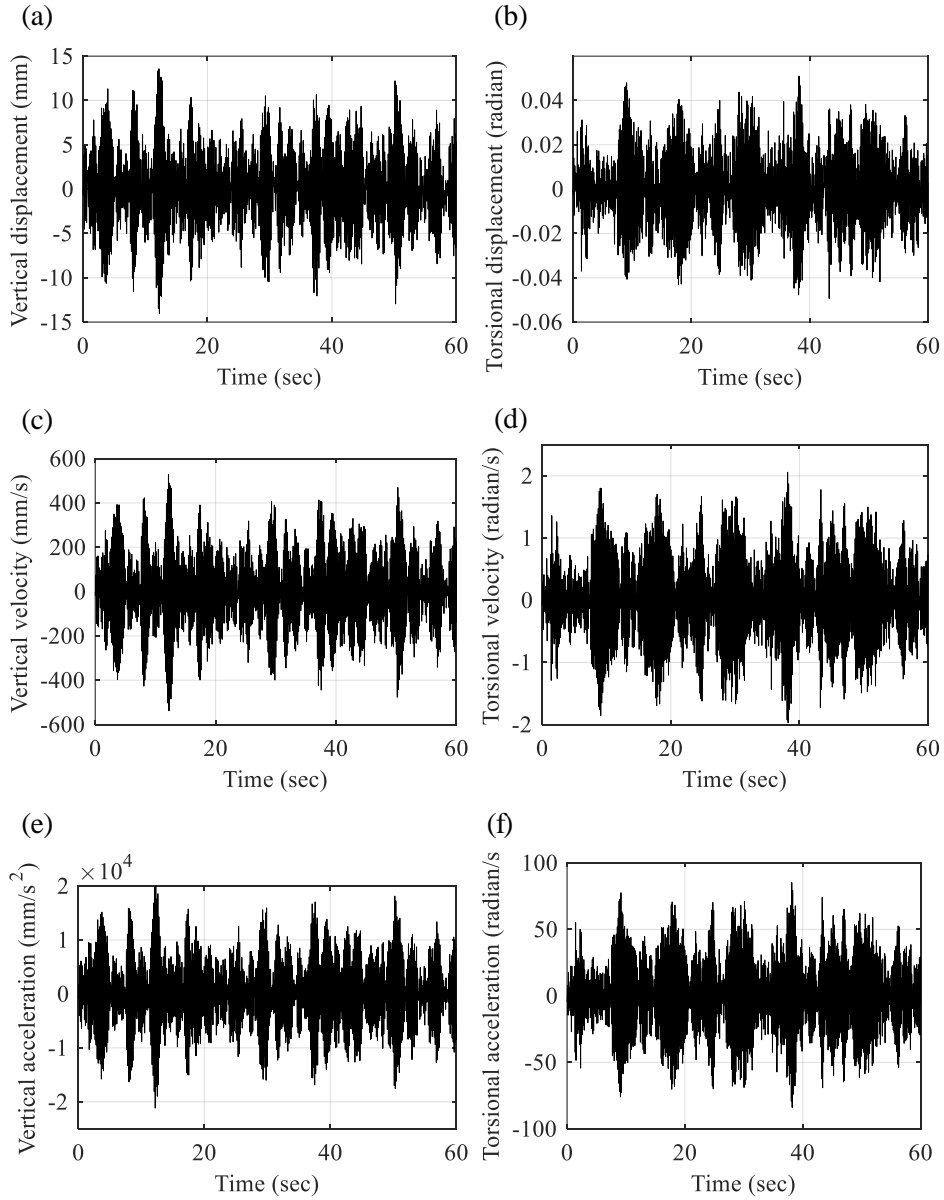 (a)
15
10
5
0
-5
-10
-15
0 20 40 60
Vertical displacement (mm)
Time (sec)
(b)
0.04
0.02
0
-0.02
-0.04
-0.06
0 20 40 60
Torsional displacement (radian)
Time (sec)
(c)
600
400
200
0
-200
-400
-600
0 20 40 60
Vertical velocity (mm/s)
Time (sec)
(d)
2
1
0
-1
-2
0 20 40 60
Torsional velocity (radian/s)
Time (sec)
(e)
×10^4
2
1
0
-1
-2
0 20 40 60
Vertical acceleration (mm/s^2)
Time (sec)
(f)
100
50
0
-50
-100
0 20 40 60
Torsional acceleration (radian/s
Time (sec)